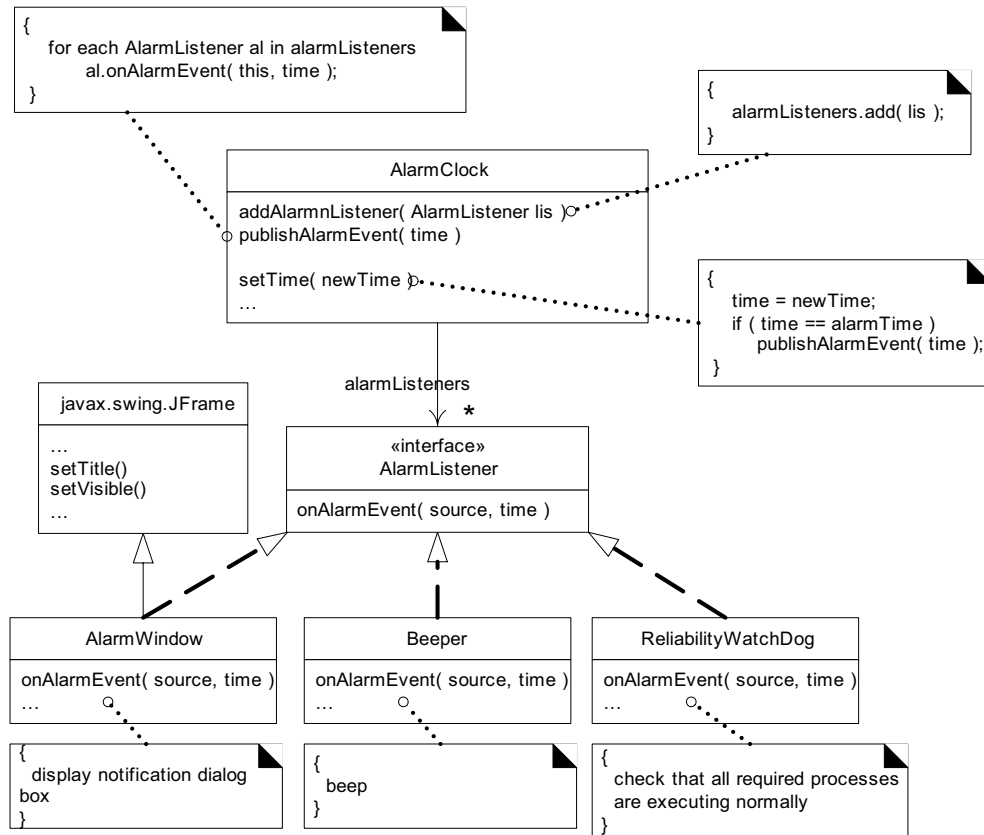 {
for each AlarmListener al in alarmListeners
al.onAlarmEvent( this, time );
}
{
alarmListeners.add( lis );
}
AlarmClock
addAlarmnListener( AlarmListener lis )
publishAlarmEvent( time )
setTime( newTime )
...
{
time = newTime;
if ( time == alarmTime )
publishAlarmEvent( time );
}
alarmListeners
*
javax.swing.JFrame
...
setTitle()
setVisible()
...
«interface»
AlarmListener
onAlarmEvent( source, time )
AlarmWindow
onAlarmEvent( source, time )
...
Beeper
onAlarmEvent( source, time )
...
ReliabilityWatchDog
onAlarmEvent( source, time )
...
{
display notification dialog
box
}
{
beep
}
{
check that all required processes
are executing normally
}